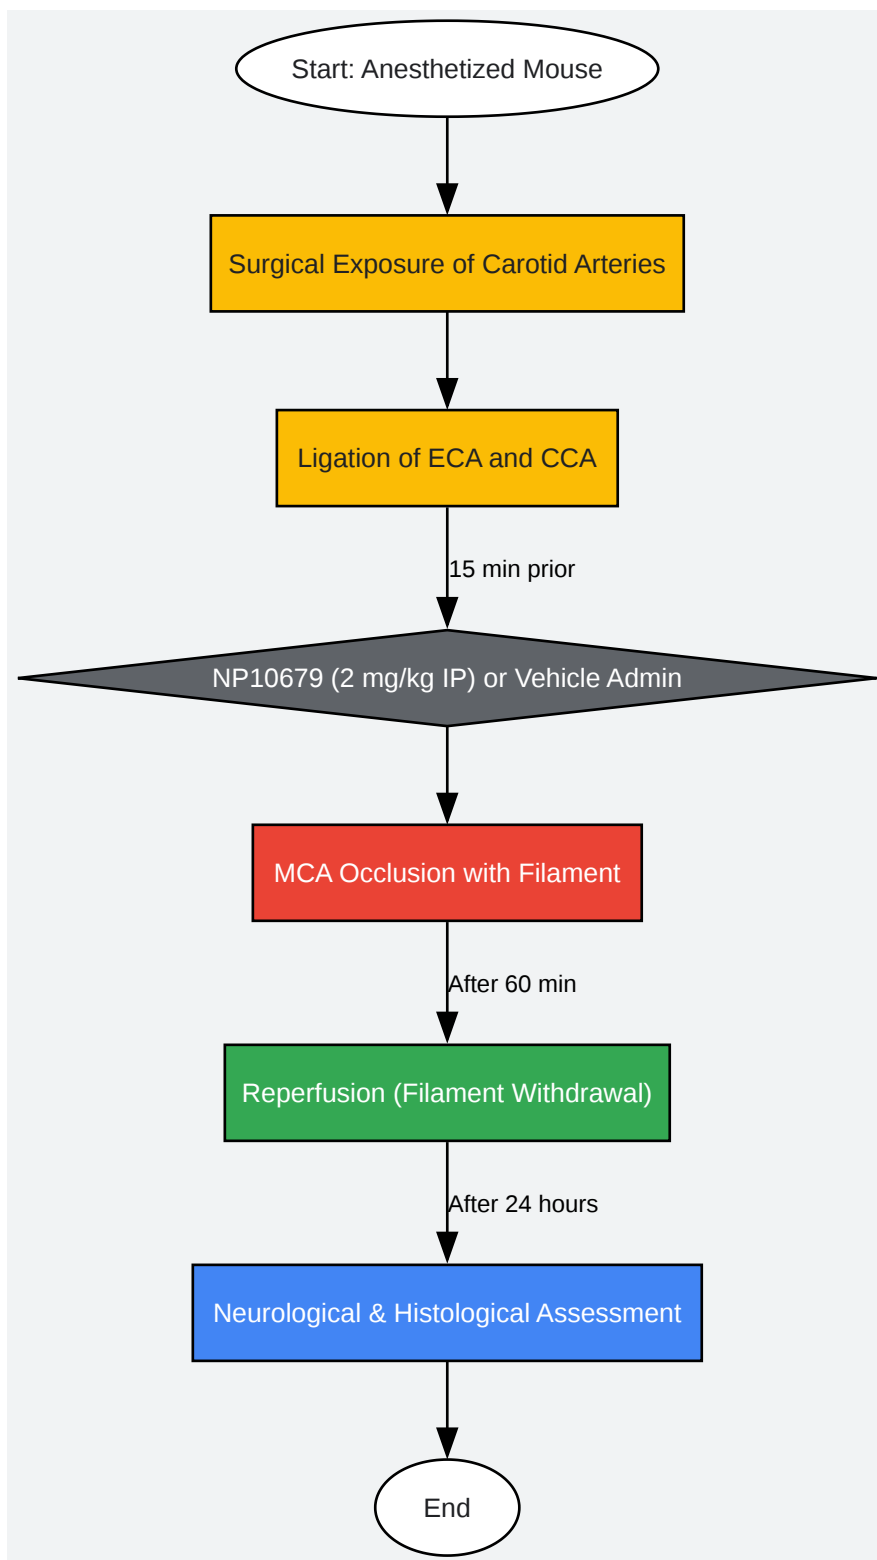 Start: Anesthetized Mouse
Surgical Exposure of Carotid Arteries
Ligation of ECA and CCA
15 min prior
NP10679 (2 mg/kg IP) or Vehicle Admin
MCA Occlusion with Filament
After 60 min
Reperfusion (Filament Withdrawal)
After 24 hours
Neurological & Histological Assessment
End